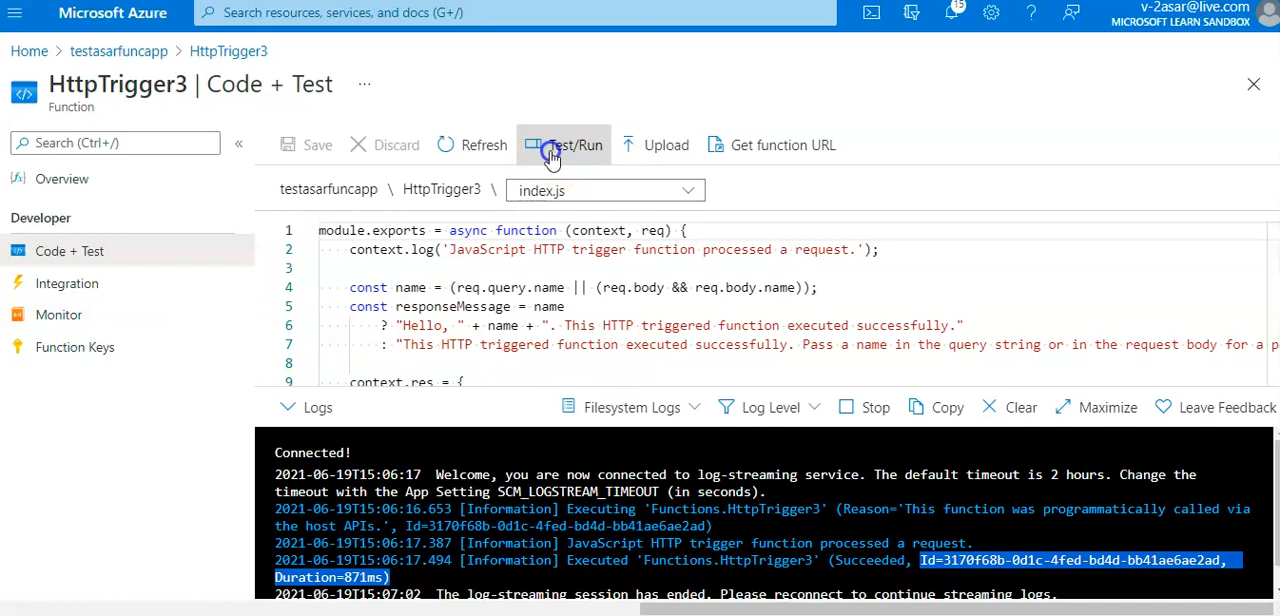 Microsoft Azure
Search resources, services, and docs (G+/)
15
v-2asar@live.com
MICROSOFT LEARN SANDBOX
Home > testasarfuncapp > HttpTrigger3
HttpTrigger3 | Code + Test ...
Function
Search (Ctrl+/)
«
Save Discard Refresh Test/Run Upload Get function URL
Overview
testasarfuncapp \ HttpTrigger3 \ index.js
Developer
Code + Test
Integration
Monitor
Function Keys
1 module.exports = async function (context, req) {
2 context.log('JavaScript HTTP trigger function processed a request.');
3
4 const name = (req.query.name || (req.body && req.body.name));
5 const responseMessage = name
6 ? "Hello, " + name + ". This HTTP triggered function executed successfully."
7 : "This HTTP triggered function executed successfully. Pass a name in the query string or in the request body for a p
8
9 context.res = {
Logs Filesystem Logs Log Level Stop Copy Clear Maximize Leave Feedback
Connected!
2021-06-19T15:06:17 Welcome, you are now connected to log-streaming service. The default timeout is 2 hours. Change the
timeout with the App Setting SCM_LOGSTREAM_TIMEOUT (in seconds).
2021-06-19T15:06:16.653 [Information] Executing 'Functions.HttpTrigger3' (Reason='This function was programmatically called via
the host APIs.', Id=3170f68b-0d1c-4fed-bd4d-bb41ae6ae2ad)
2021-06-19T15:06:17.387 [Information] JavaScript HTTP trigger function processed a request.
2021-06-19T15:06:17.494 [Information] Executed 'Functions.HttpTrigger3' (Succeeded, Id=3170f68b-0d1c-4fed-bd4d-bb41ae6ae2ad,
Duration=871ms)
2021-06-19T15:07:02 The log-streaming session has ended. Please reconnect to continue streaming logs.